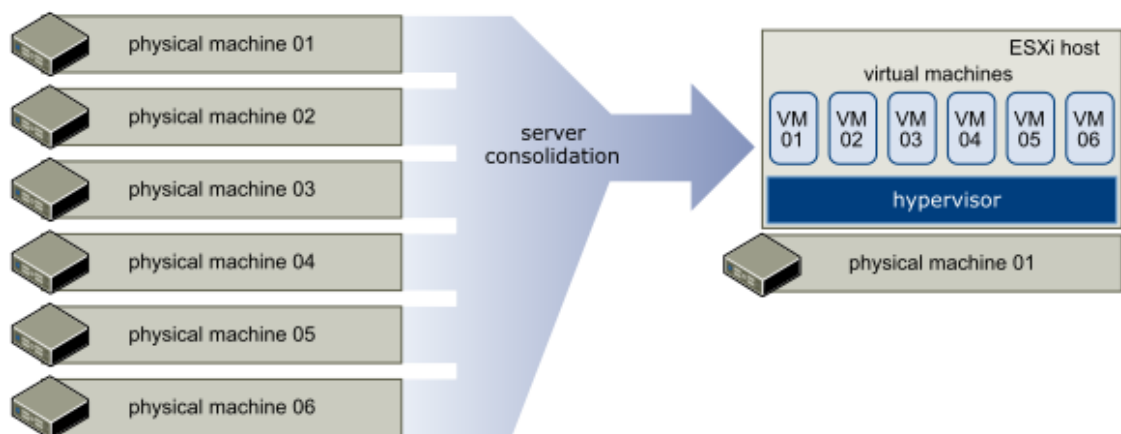 physical machine 01
physical machine 02
physical machine 03
physical machine 04
physical machine 05
physical machine 06
server
consolidation
ESXi host
virtual machines
VM 01
VM 02
VM 03
VM 04
VM 05
VM 06
hypervisor
physical machine 01